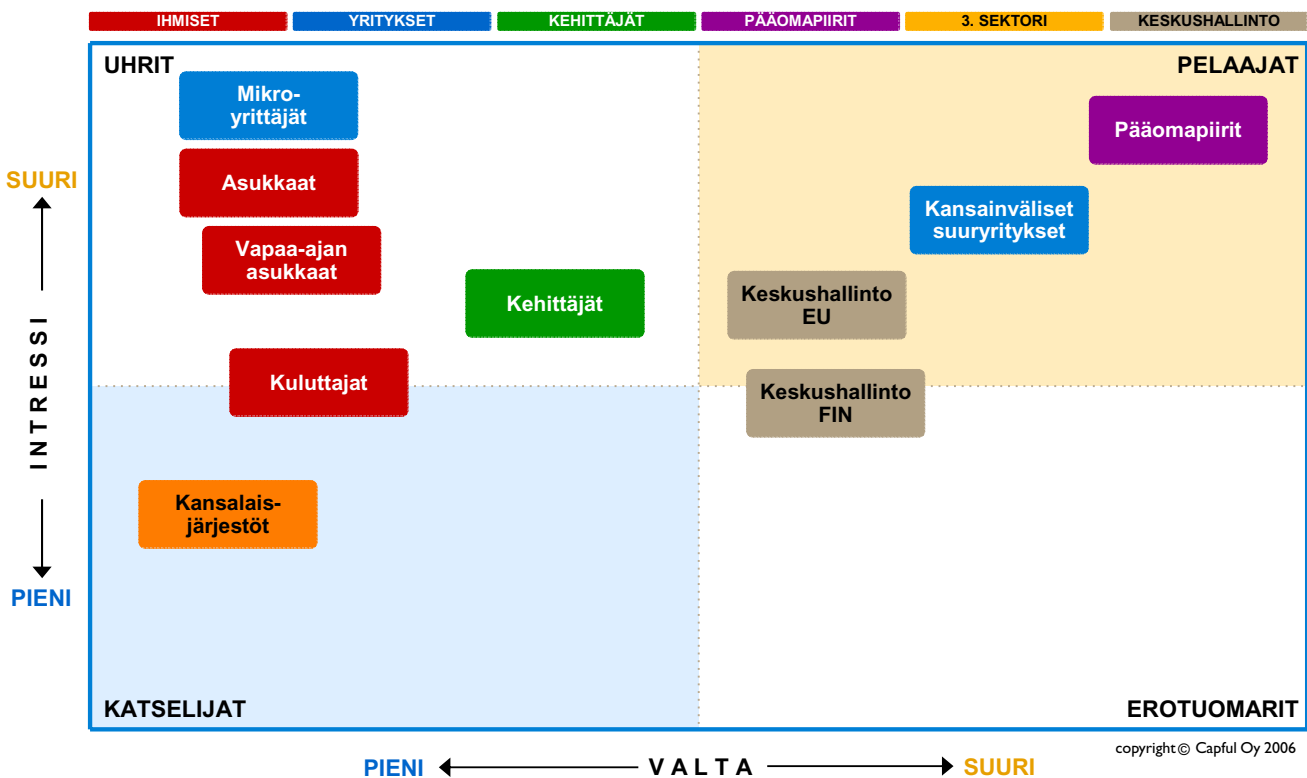 IHMISET
YRITYKSET
KEHITTÄJÄT
PÄÄOMAPIIRIT
3. SEKTORI
KESKUSHALLINTO
UHRIT
PELAAJAT
Mikro-
yrittäjät
Pääomapiirit
SUURI
Asukkaat
Kansainväliset
suuryritykset
Vapaa-ajan
asukkaat
Kehittäjät
Keskushallinto
EU
INTRESSI
Kuluttajat
Keskushallinto
FIN
Kansalais-
järjestöt
PIENI
KATSELIJAT
EROTUOMARIT
copyright© Capful Oy 2006
PIENI
VALTA
SUURI